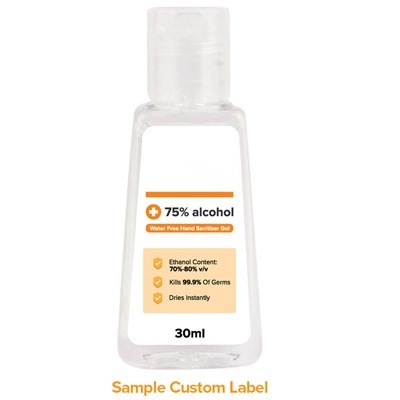 75% alcohol
Water Free Hand Sanitiser Gel
Ethanol Content:
70%-80% v/v
Kills 99.9% Of Germs
Dries Instantly
30ml
Sample Custom Label